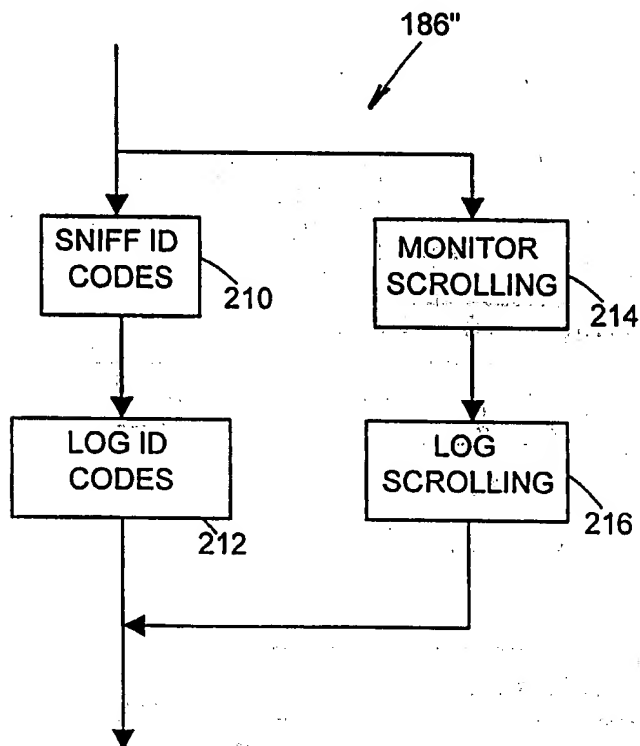 186"
SNIFF ID
CODES
210
MONITOR
SCROLLING
214
LOG ID
CODES
212
LOG
SCROLLING
216